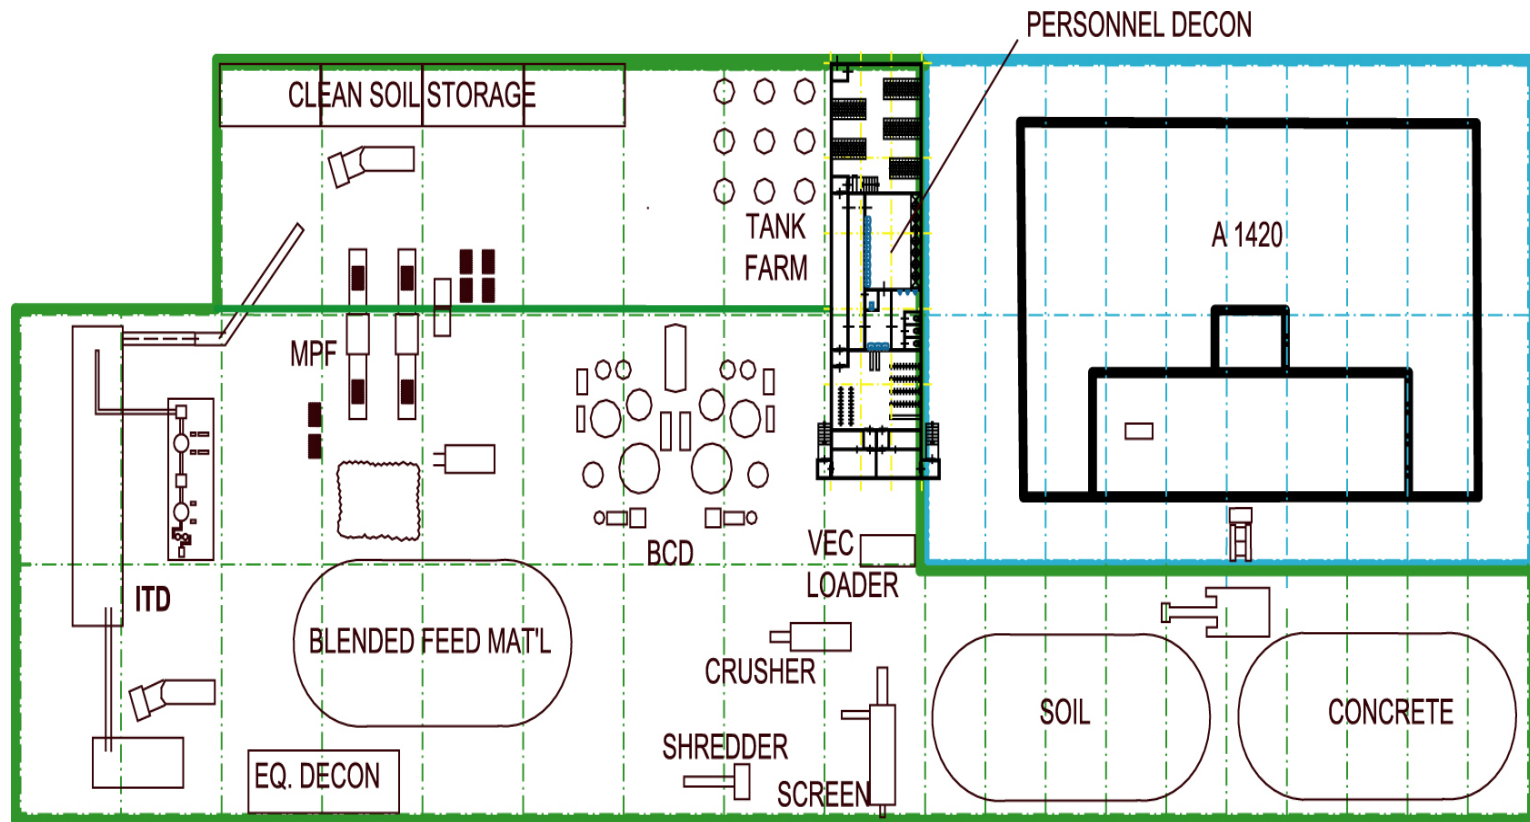 PERSONNEL DECON
CLEAN SOIL STORAGE
TANK
FARM
A 1420
MPF
BCD
VEC
LOADER
ITD
BLENDED FEED MAT'L
CRUSHER
SOIL
CONCRETE
SHREDDER
EQ. DECON
SCREEN